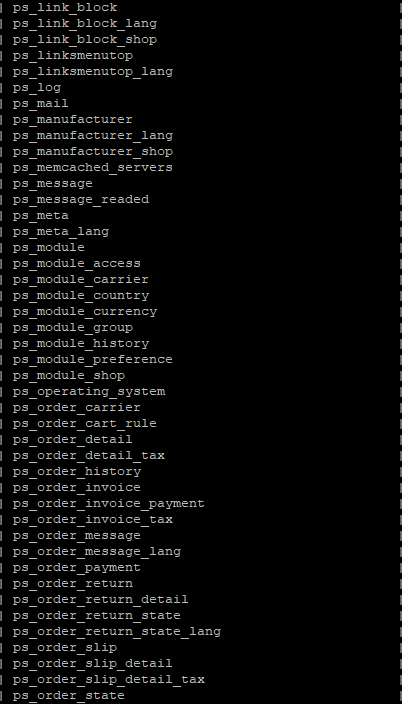 ps_link_block
ps_link_block_lang
ps_link_block_shop
ps_linksmenutop
ps_linksmenutop_lang
ps_log
ps_mail
ps_manufacturer
ps_manufacturer_lang
ps_manufacturer_shop
ps_memcached_servers
ps_message
ps_message_readed
ps_meta
ps_meta_lang
ps_module
ps_module_access
ps_module_carrier
ps_module_country
ps_module_currency
ps_module_group
ps_module_history
ps_module_preference
ps_module_shop
ps_operating_system
ps_order_carrier
ps_order_cart_rule
ps_order_detail
ps_order_detail_tax
ps_order_history
ps_order_invoice
ps_order_invoice_payment
ps_order_invoice_tax
ps_order_message
ps_order_message_lang
ps_order_payment
ps_order_return
ps_order_return_detail
ps_order_return_state
ps_order_return_state_lang
ps_order_slip
ps_order_slip_detail
ps_order_slip_detail_tax
ps_order_state